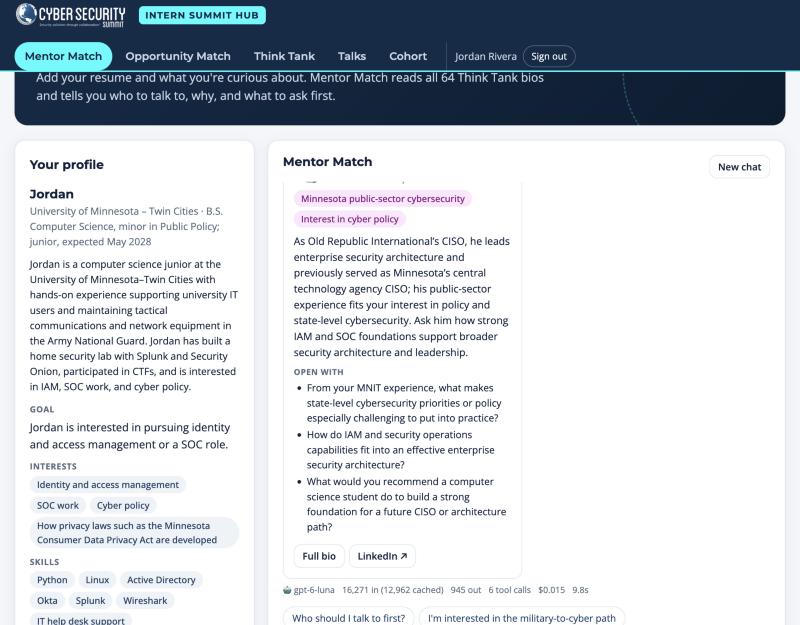 CYBER SECURITY
SUMMIT
INTERN SUMMIT HUB
Mentor Match
Opportunity Match
Think Tank
Talks
Cohort
Jordan Rivera
Sign out
Add your resume and what you're curious about. Mentor Match reads all 64 Think Tank bios
and tells you who to talk to, why, and what to ask first.
Your profile
Jordan
University of Minnesota – Twin Cities · B.S.
Computer Science, minor in Public Policy;
junior, expected May 2028
Jordan is a computer science junior at the
University of Minnesota–Twin Cities with
hands-on experience supporting university IT
users and maintaining tactical
communications and network equipment in
the Army National Guard. Jordan has built a
home security lab with Splunk and Security
Onion, participated in CTFs, and is interested
in IAM, SOC work, and cyber policy.
GOAL
Jordan is interested in pursuing identity
and access management or a SOC role.
INTERESTS
Identity and access management
SOC work
Cyber policy
How privacy laws such as the Minnesota
Consumer Data Privacy Act are developed
SKILLS
Python
Linux
Active Directory
Okta
Splunk
Wireshark
IT help desk support
Mentor Match
New chat
Minnesota public-sector cybersecurity
Interest in cyber policy
As Old Republic International's CISO, he leads
enterprise security architecture and
previously served as Minnesota's central
technology agency CISO; his public-sector
experience fits your interest in policy and
state-level cybersecurity. Ask him how strong
IAM and SOC foundations support broader
security architecture and leadership.
OPEN WITH
• From your MNIT experience, what makes
state-level cybersecurity priorities or policy
especially challenging to put into practice?
• How do IAM and security operations
capabilities fit into an effective enterprise
security architecture?
• What would you recommend a computer
science student do to build a strong
foundation for a future CISO or architecture
path?
Full bio
LinkedIn ↗
gpt-6-luna 16,271 in (12,962 cached) 945 out 6 tool calls $0.015 9.8s
Who should I talk to first?
I'm interested in the military-to-cyber path